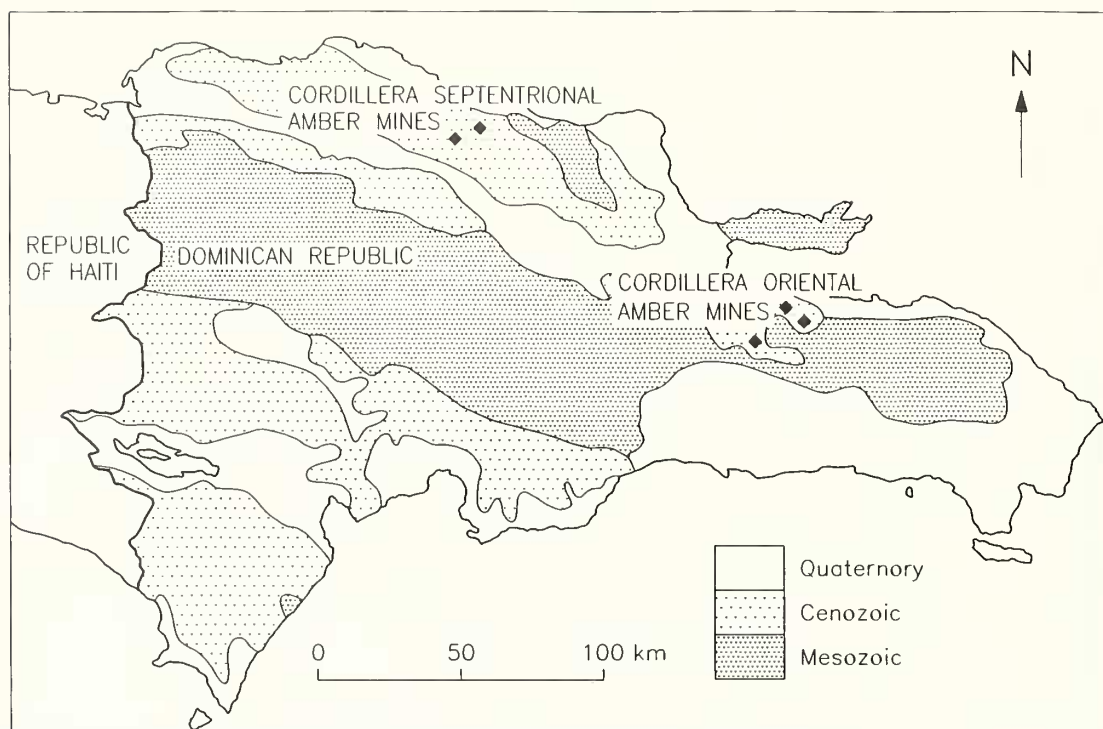 N
CORDILLERA SEPTENTRIONAL
AMBER MINES
REPUBLIC
OF HAITI
DOMINICAN REPUBLIC
CORDILLERA ORIENTAL
AMBER MINES
Quaternory
Cenozoic
Mesozoic
0 50 100 km